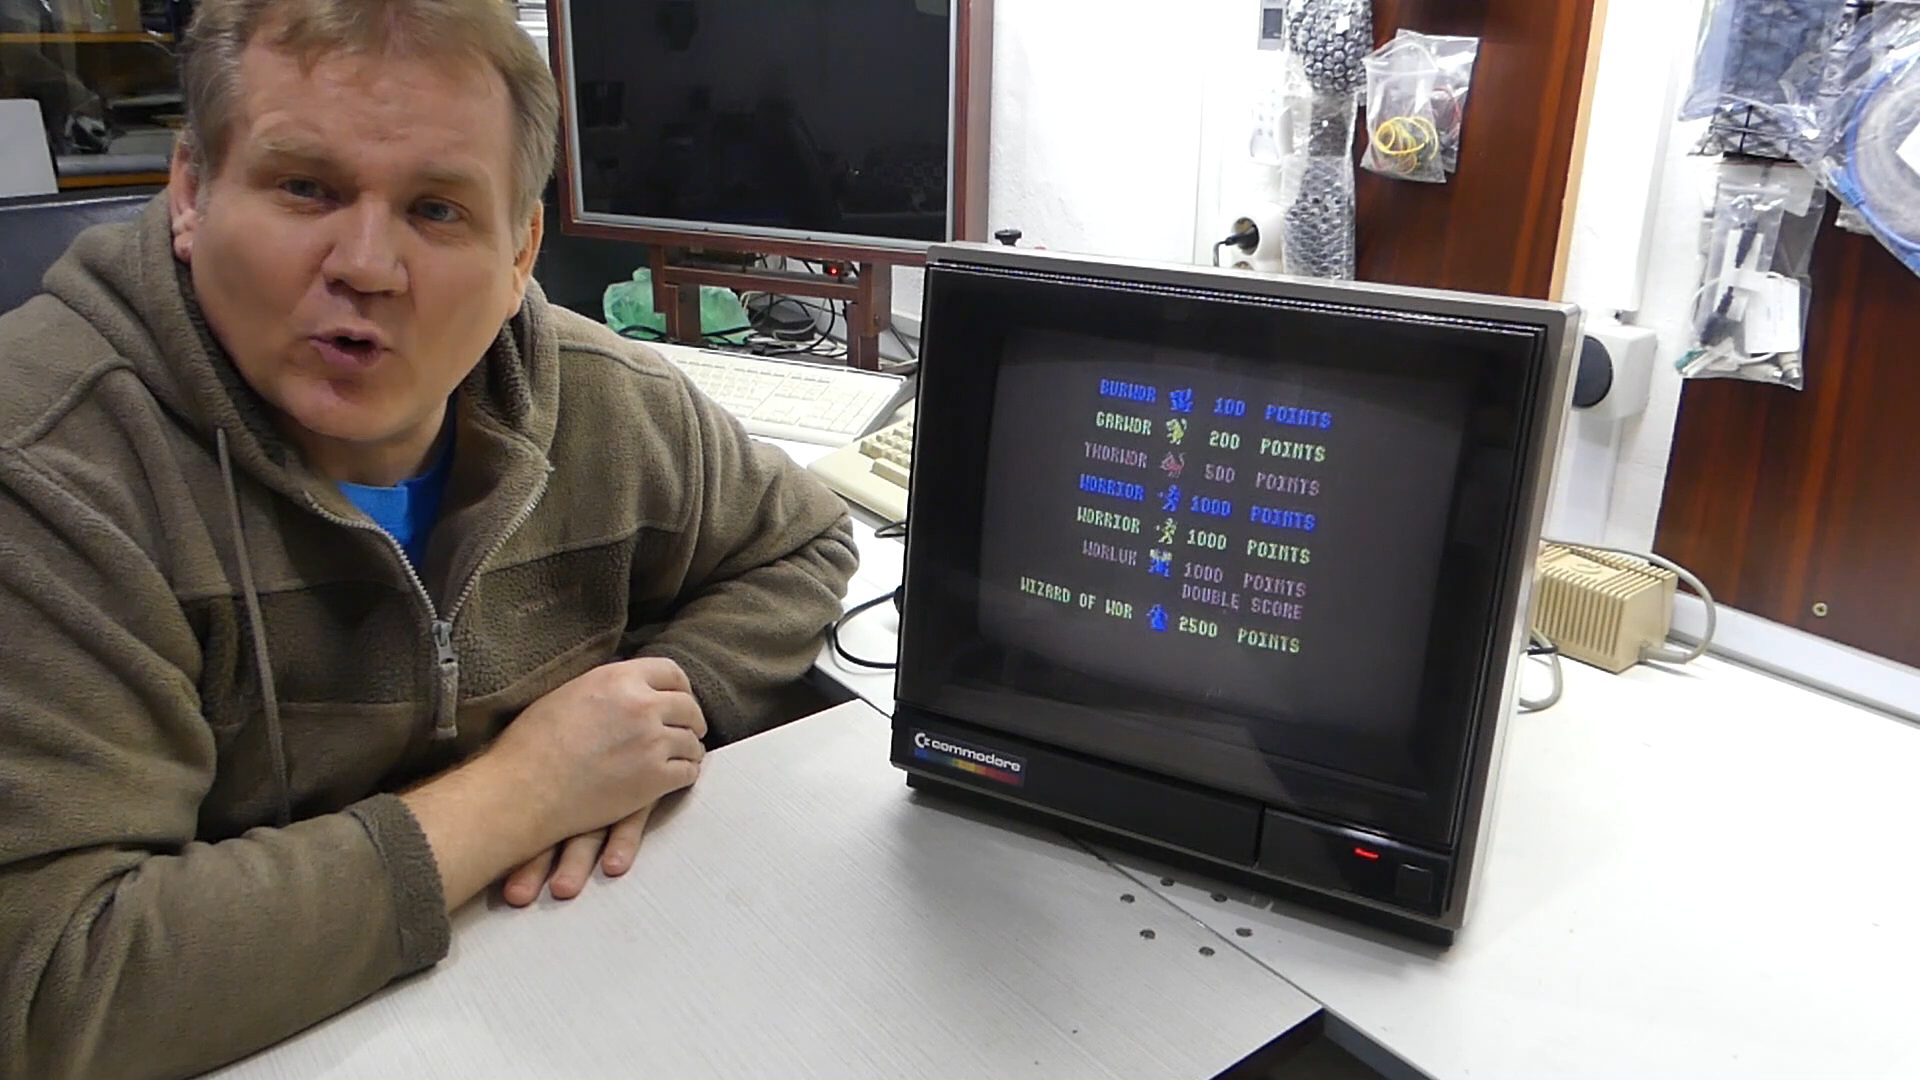 BURWOR 100 POINTS
GARWOR 200 POINTS
THORWOR 500 POINTS
WORRIOR 1000 POINTS
WORRIOR 1000 POINTS
WORLUK 1000 POINTS
DOUBLE SCORE
WIZARD OF WOR 2500 POINTS
commodore